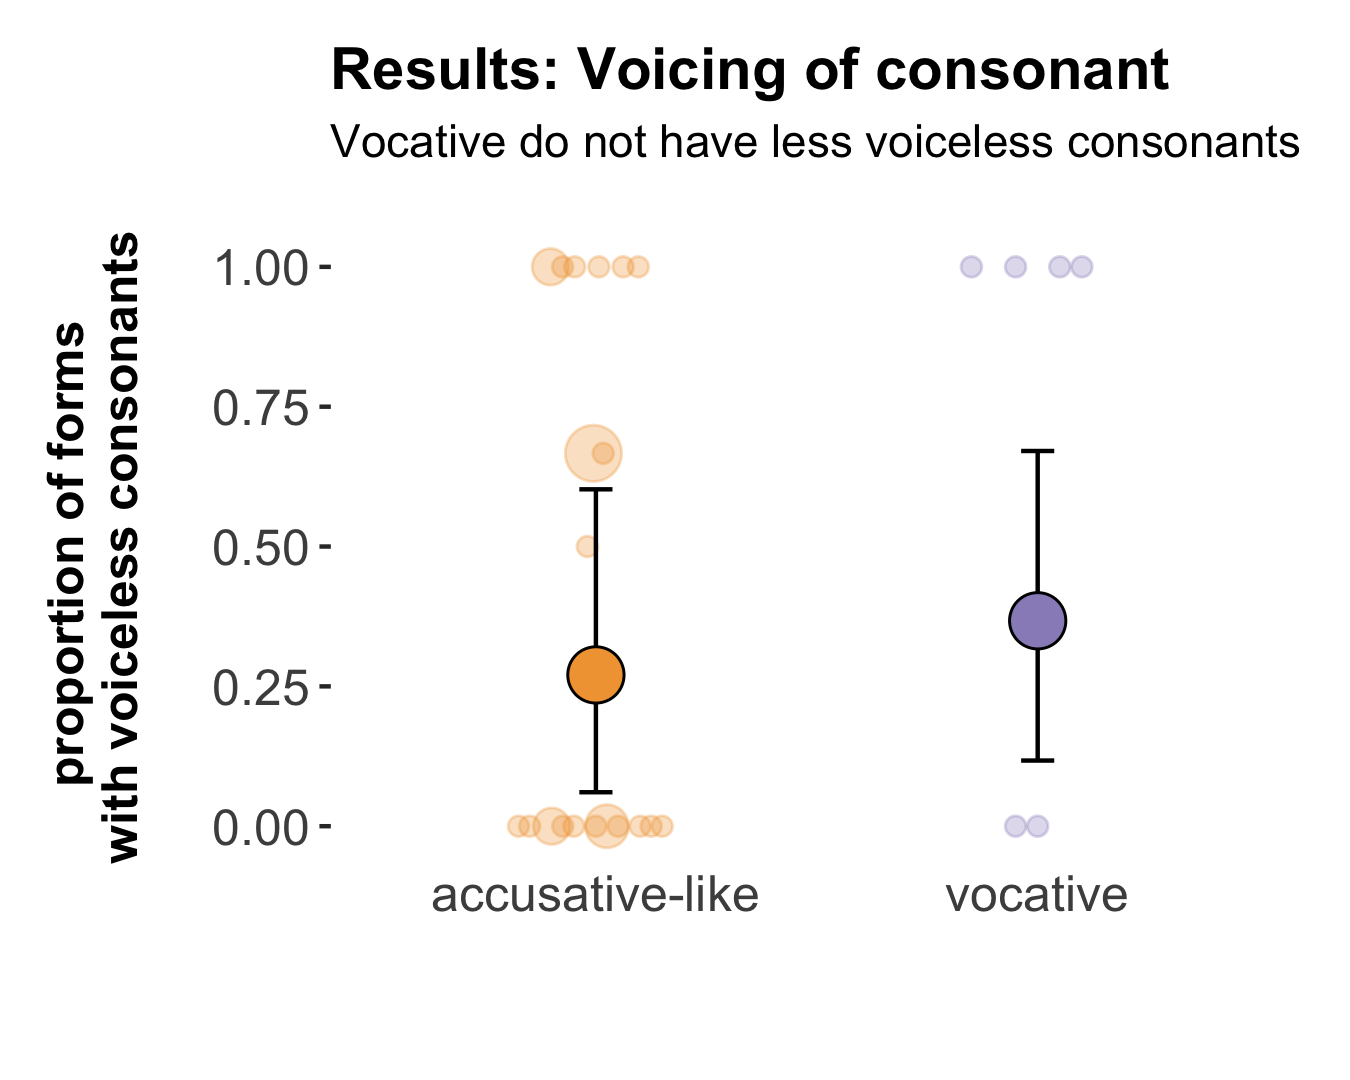 Results: Voicing of consonant
Vocative do not have less voiceless consonants
proportion of forms
with voiceless consonants
1.00
0.75
0.50
0.25
0.00
accusative-like
vocative